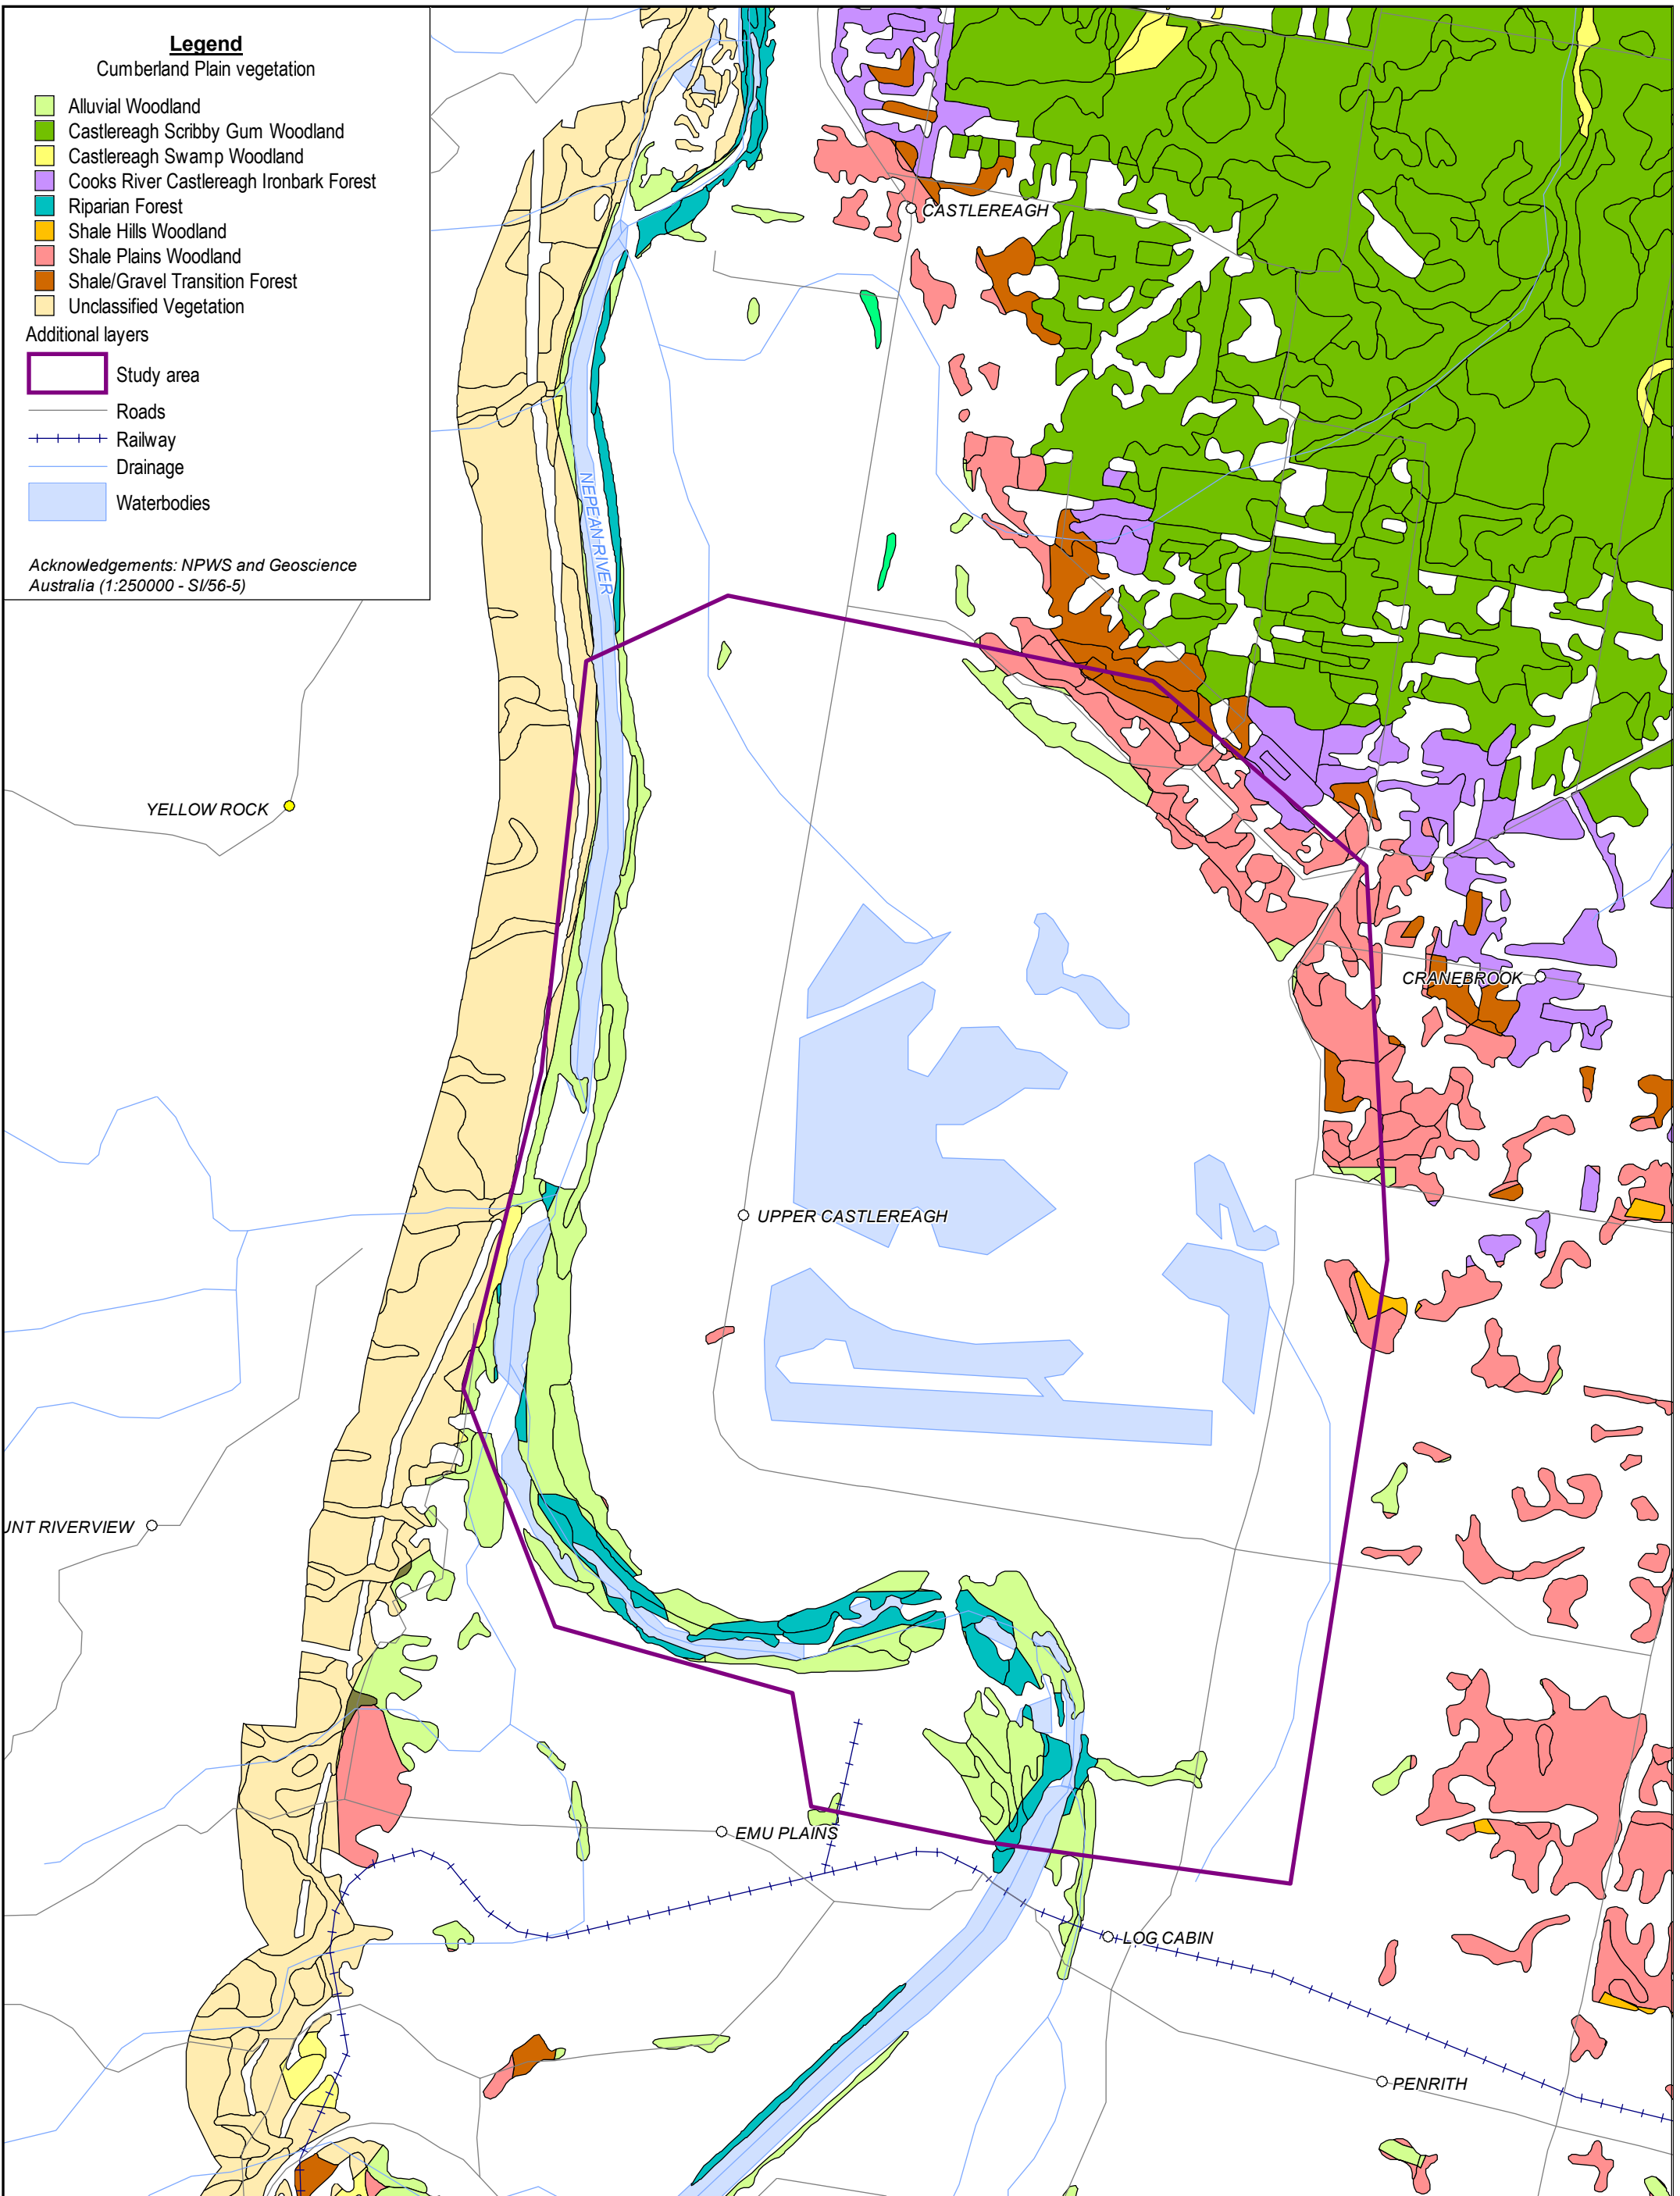 Legend
Cumberland Plain vegetation
Alluvial Woodland
Castlereagh Scribby Gum Woodland
Castlereagh Swamp Woodland
Cooks River Castlereagh Ironbark Forest
Riparian Forest
Shale Hills Woodland
Shale Plains Woodland
Shale/Gravel Transition Forest
Unclassified Vegetation
Additional layers
Study area
Roads
Railway
Drainage
Waterbodies
Acknowledgements: NPWS and Geoscience
Australia (1:250000 - SI/56-5)
CASTLEREAGH
NEPEAN RIVER
YELLOW ROCK
CRANEBROOK
UPPER CASTLEREAGH
UNT RIVERVIEW
EMU PLAINS
LOG CABIN
PENRITH